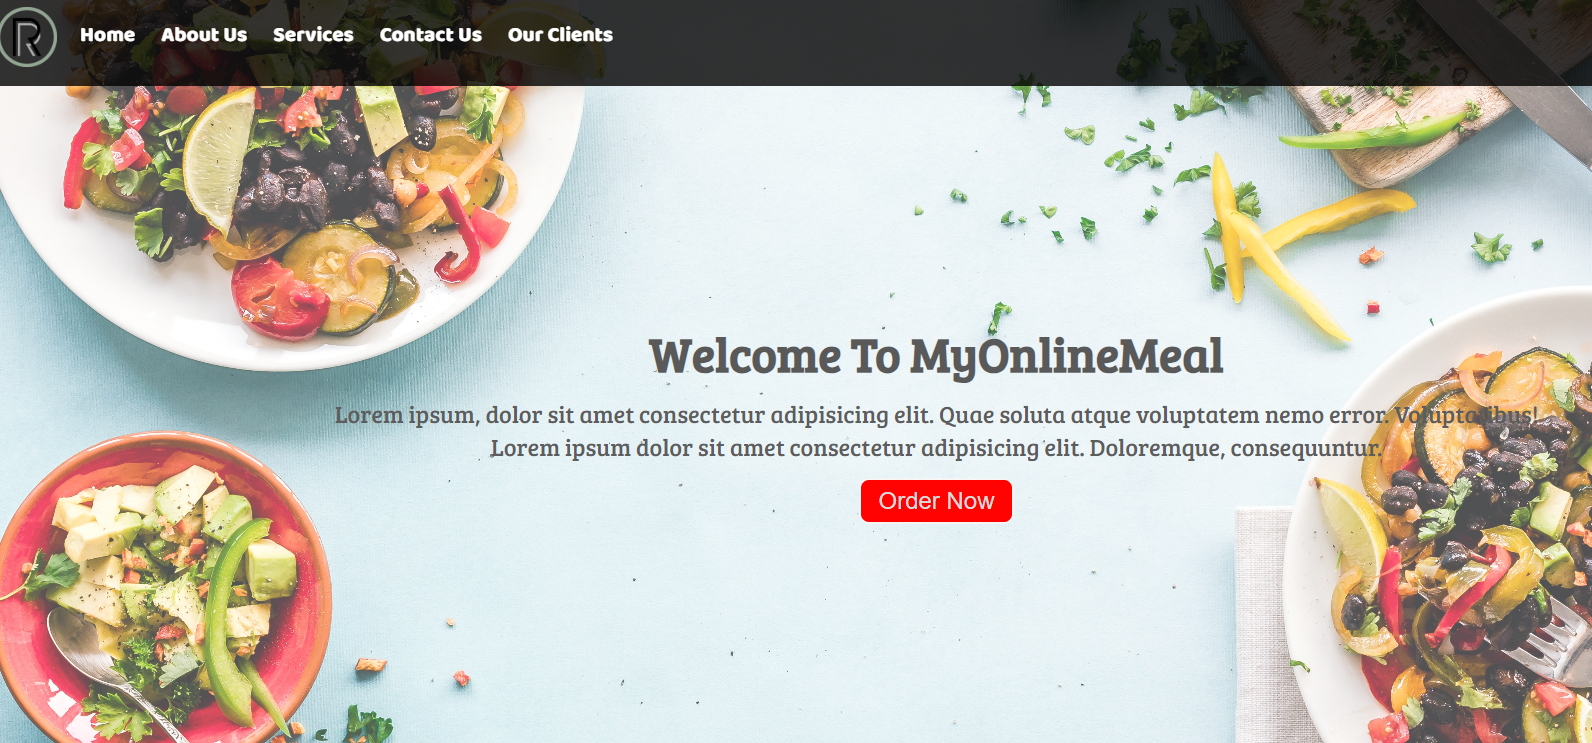 R
Home About Us Services Contact Us Our Clients
Welcome To MyOnlineMeal
Lorem ipsum, dolor sit amet consectetur adipisicing elit. Quae soluta atque voluptatem nemo error. Voluptatibus!
Lorem ipsum dolor sit amet consectetur adipisicing elit. Doloremque, consequuntur.
Order Now